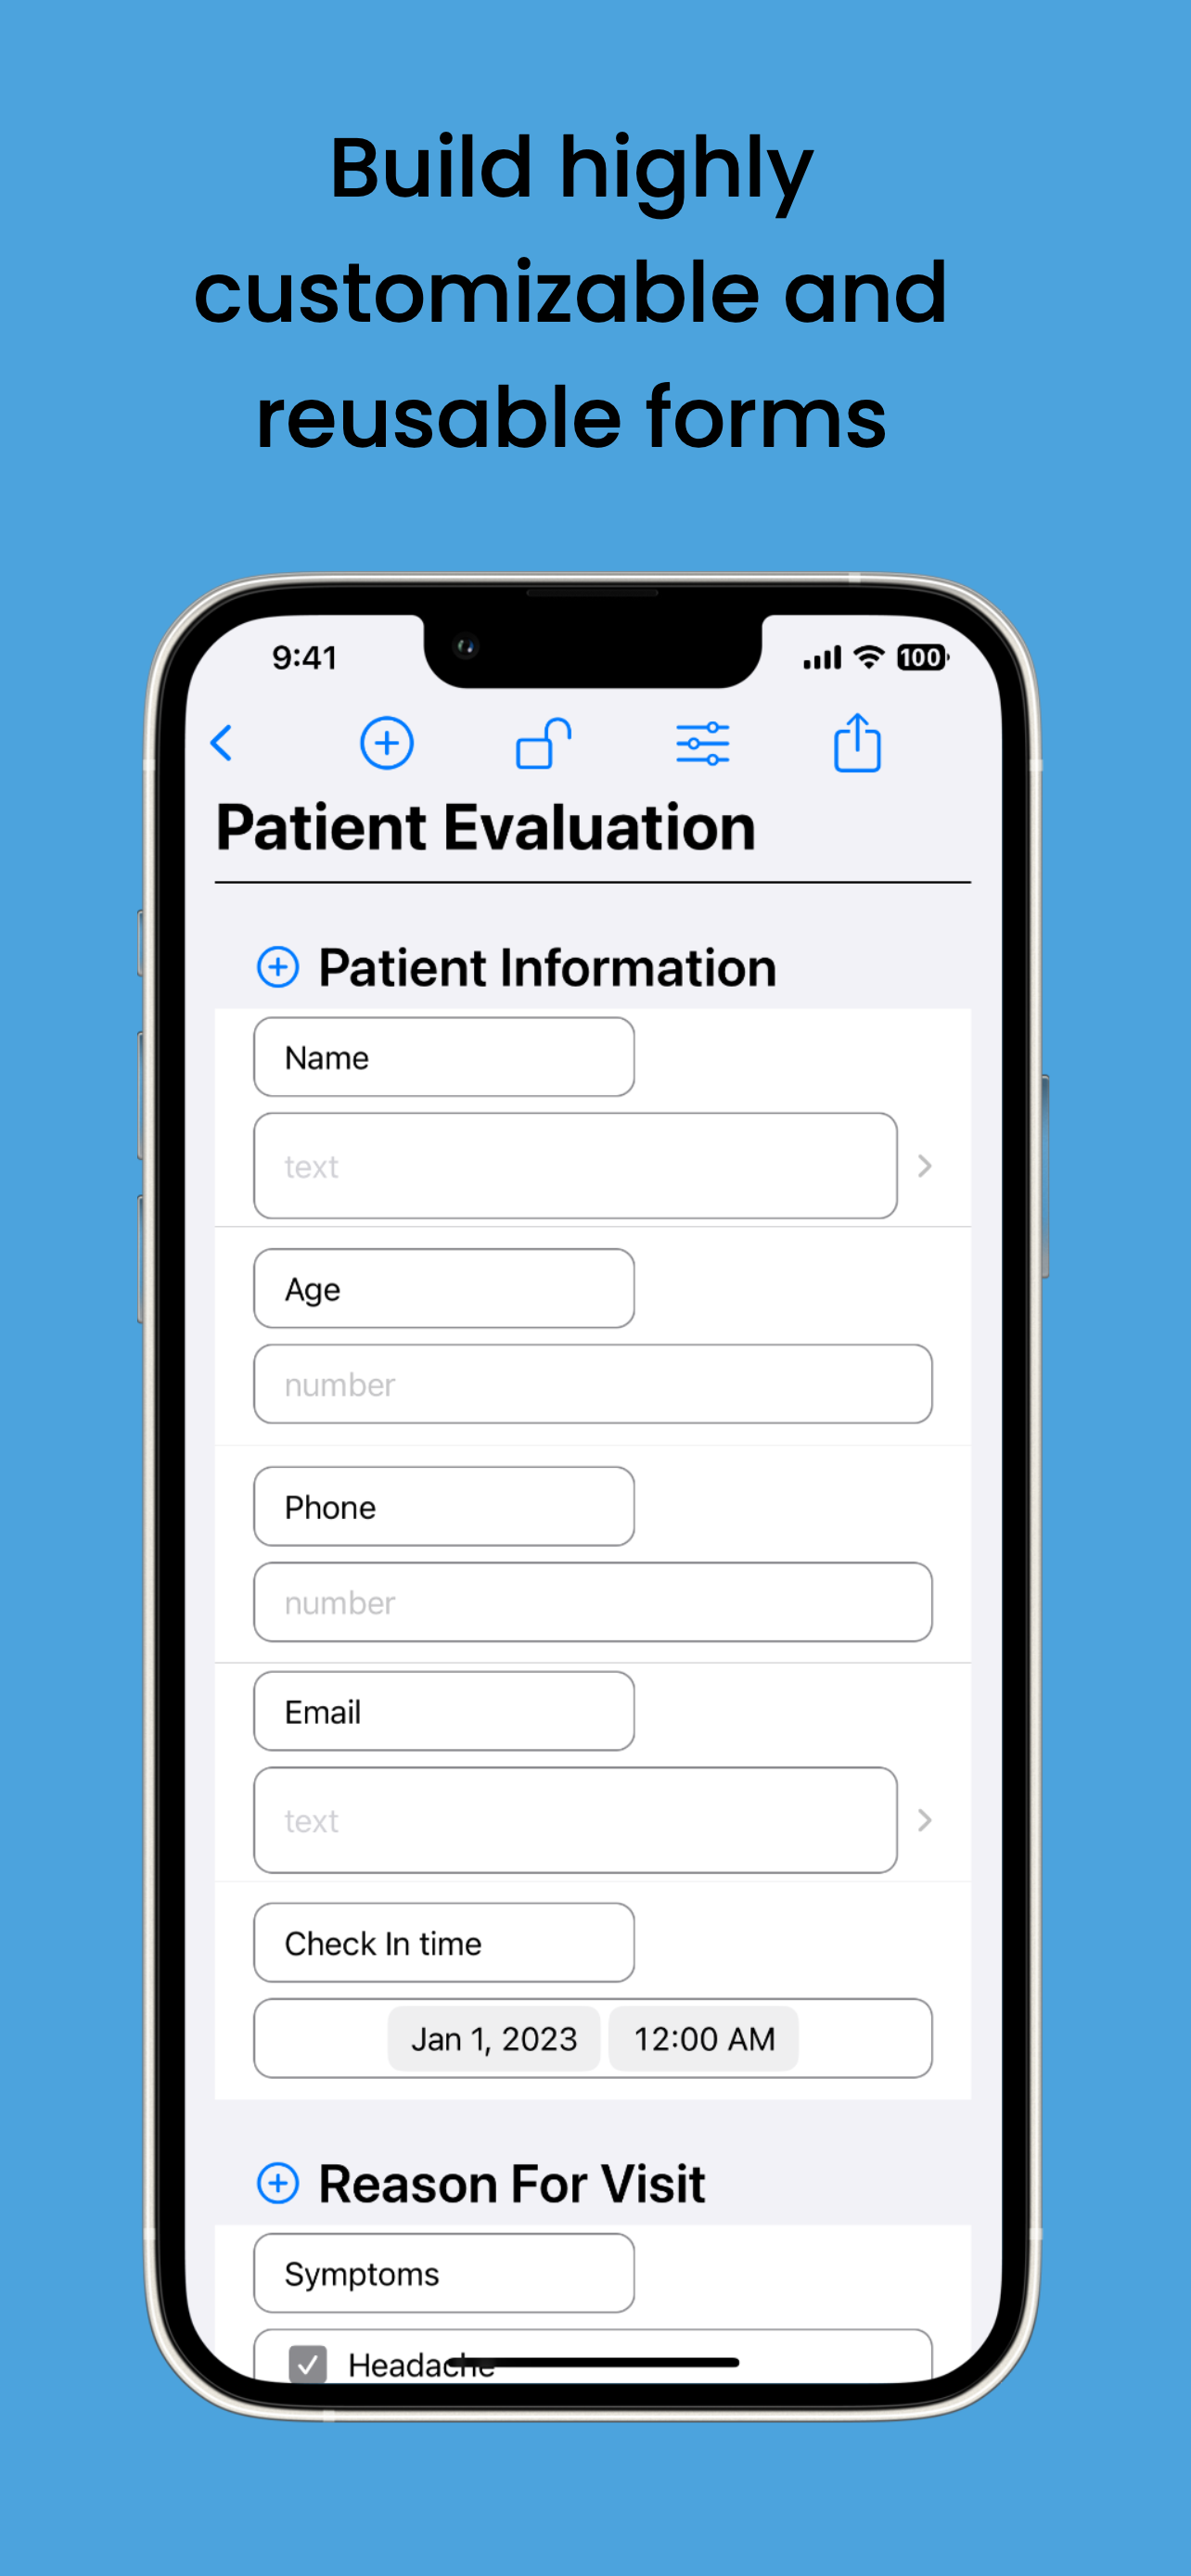 Build highly
customizable and
reusable forms
9:41
100
Patient Evaluation
Patient Information
Name
text
Age
number
Phone
number
Email
text
Check In time
Jan 1, 2023 12:00 AM
Reason For Visit
Symptoms
Headache